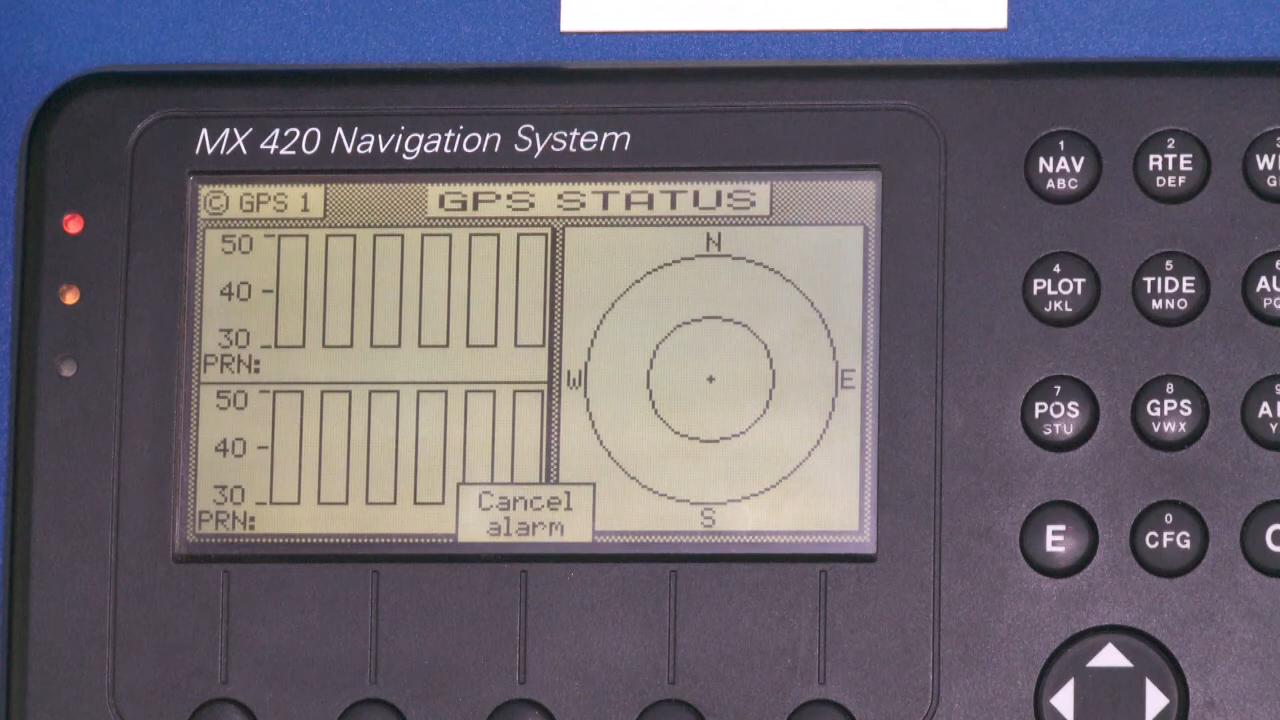 MX 420 Navigation System
© GPS 1
GPS STATUS
50
40
30
PRN:
50
40
30
PRN:
N
W
E
S
Cancel
alarm
1
NAV
ABC
2
RTE
DEF
4
PLOT
JKL
5
TIDE
MNO
7
POS
STU
8
GPS
VWX
E
0
CFG